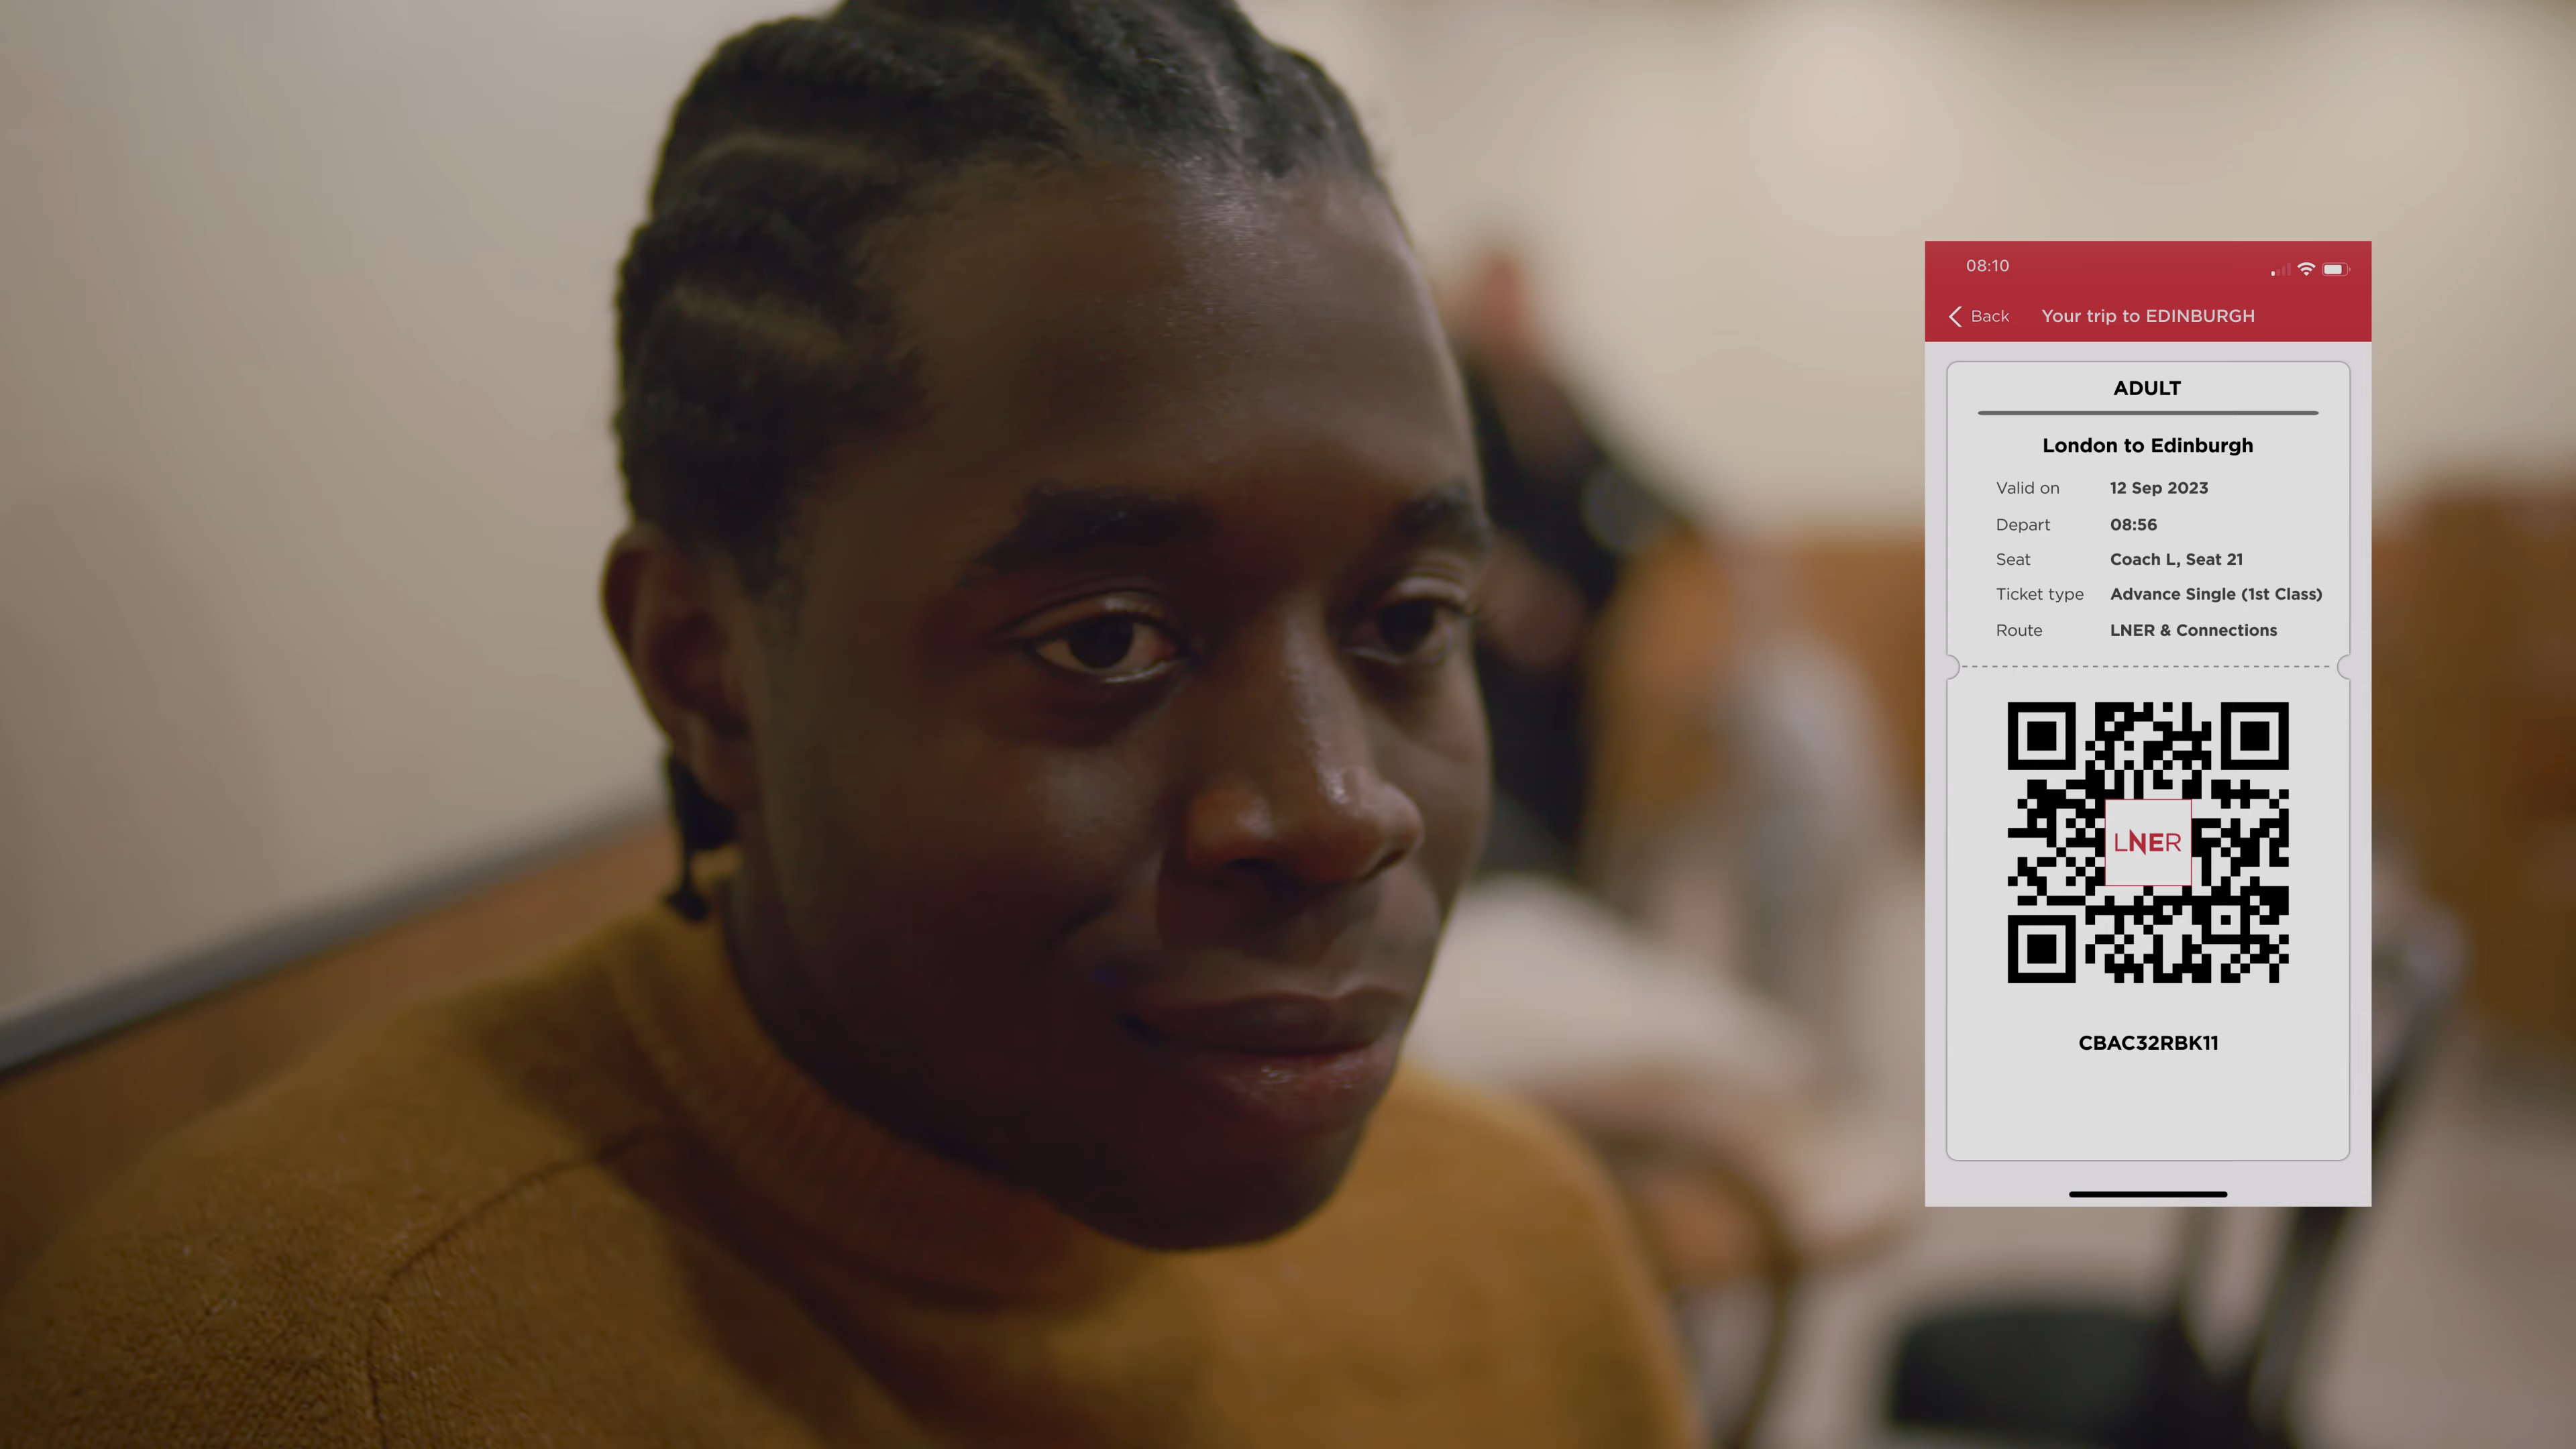 08:10
Back Your trip to EDINBURGH
ADULT
London to Edinburgh
Valid on 12 Sep 2023
Depart 08:56
Seat Coach L, Seat 21
Ticket type Advance Single (1st Class)
Route LNER & Connections
LNER
CBAC32RBK11